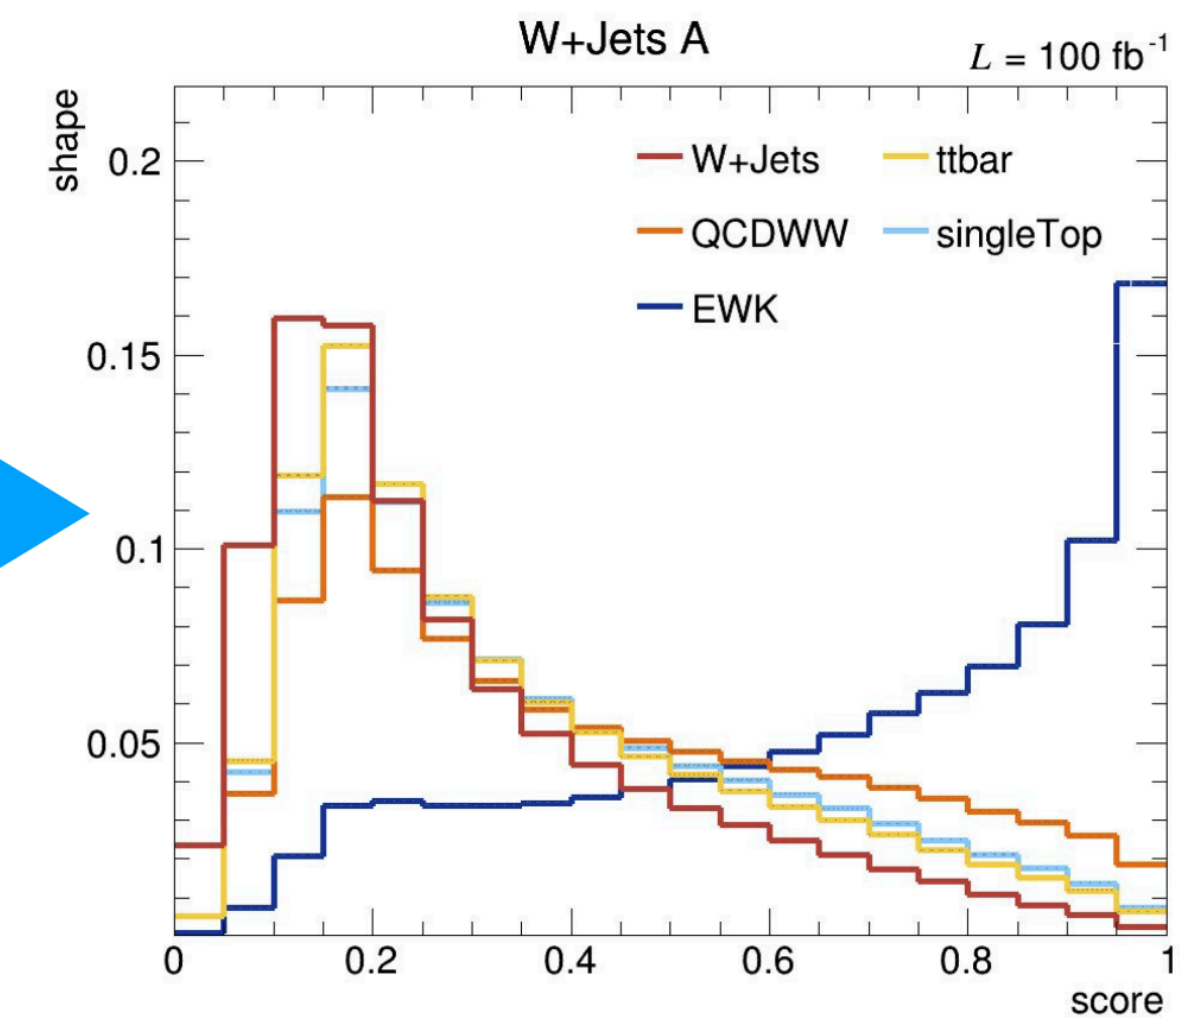 W+Jets A
L = 100 fb-1
shape
W+Jets
ttbar
QCDWW
singleTop
EWK
0.2
0.15
0.1
0.05
0 0.2 0.4 0.6 0.8 1
score